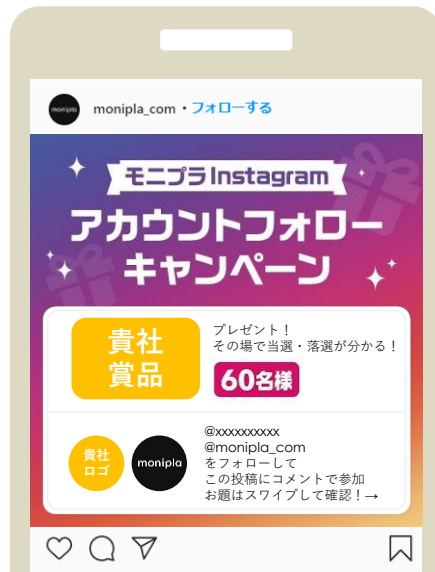 monipla
monipla_com・フォローする
モニプラInstagram
アカウントフォロー
キャンペーン
貴社
賞品
プレゼント！
その場で当選・落選が分かる！
60名様
貴社
ロゴ
monipla
@xxxxxxxxxx
@monipla_com
をフォローして
この投稿にコメントで参加
お題はスワイプして確認！→